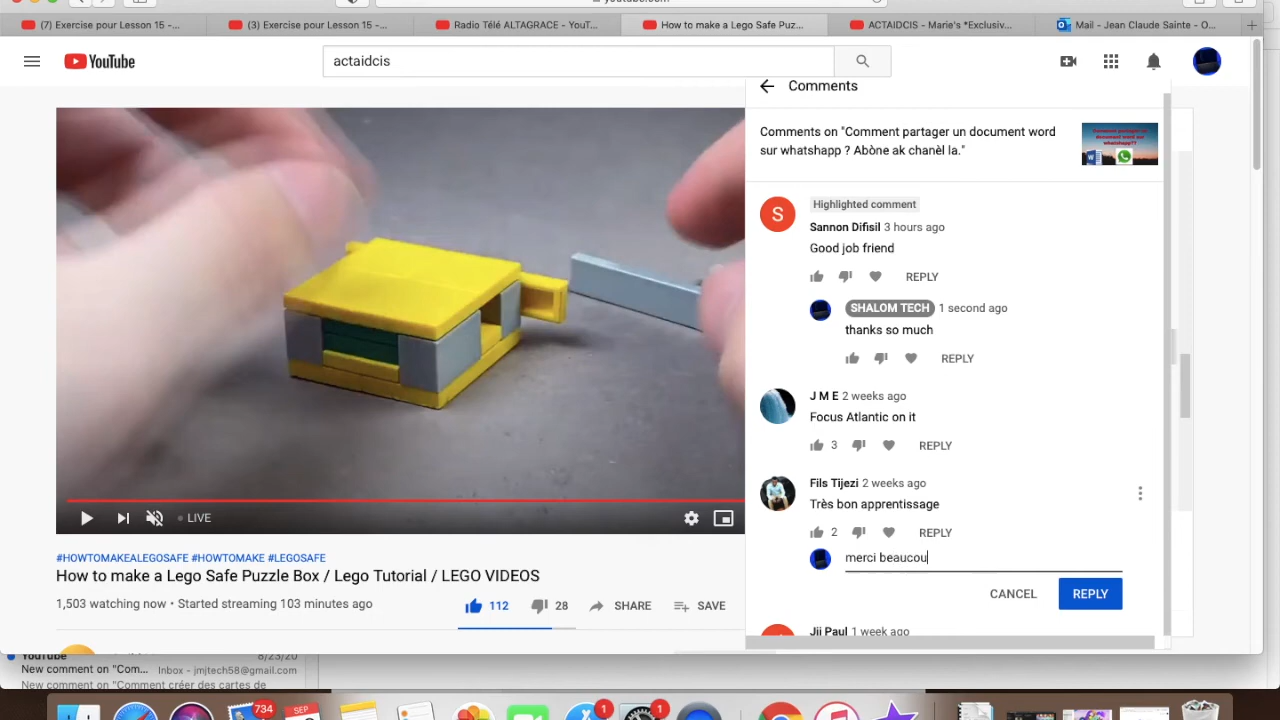 youtube.com
(7) Exercise pour Lesson 15 -...
(3) Exercise pour Lesson 15 -...
Radio Télé ALTAGRACE - YouT...
How to make a Lego Safe Puz...
ACTAIDCIS - Marie's *Exclusiv...
Mail - Jean Claude Sainte - O...
YouTube
actaidcis
Comments
Comments on "Comment partager un document word
sur whatshapp ? Abòne ak chanèl la."
Highlighted comment
S
Sannon Difisil 3 hours ago
Good job friend
REPLY
SHALOM TECH 1 second ago
thanks so much
REPLY
J M E 2 weeks ago
Focus Atlantic on it
3 REPLY
Fils Tijezi 2 weeks ago
Très bon apprentissage
2 REPLY
merci beaucou
CANCEL REPLY
Jii Paul 1 week ago
LIVE
#HOWTOMAKEALEGOSAFE #HOWTOMAKE #LEGOSAFE
How to make a Lego Safe Puzzle Box / Lego Tutorial / LEGO VIDEOS
1,503 watching now • Started streaming 103 minutes ago
112 28 SHARE SAVE
YouTube 8/23/20
New comment on "Com... Inbox - jmjtech58@gmail.com
New comment on "Comment créer des cartes de
734
SEP
1
1